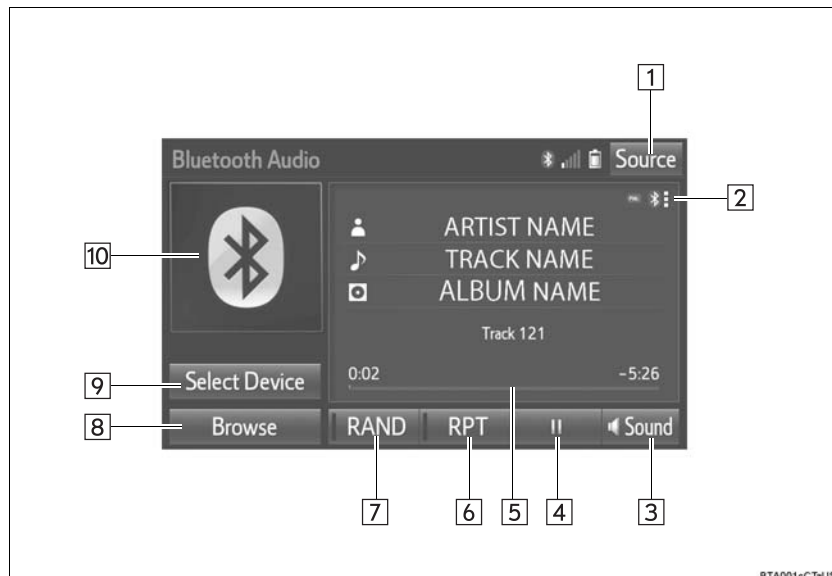 1
Bluetooth Audio
Source
2
ARTIST NAME
10
TRACK NAME
ALBUM NAME
Track 121
0:02
-5:26
9
Select Device
8
Browse
RAND
RPT
Sound
7
6
5
4
3